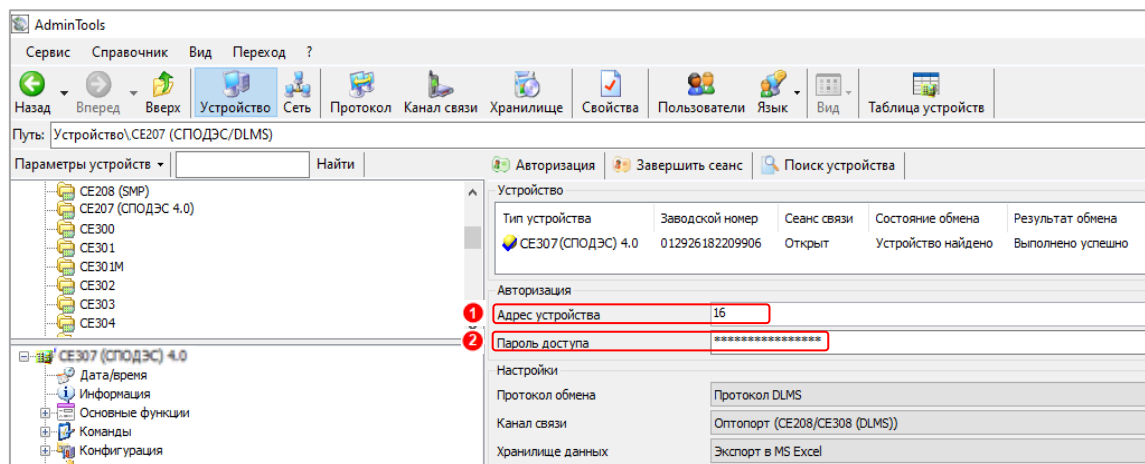 AdminTools
Сервис Справочник Вид Переход ?
Назад Вперед Вверх Устройство Сеть Протокол Канал связи Хранилище Свойства Пользователи Язык Вид Таблица устройств
Путь: Устройство\CE207 (СПОДЭС/DLMS)
Параметры устройств Найти Авторизация Завершить сеанс Поиск устройства
CE208 (SMP)
CE207 (СПОДЭС 4.0)
CE300
CE301
CE301M
CE302
CE303
CE304
Устройство
Тип устройства Заводской номер Сеанс связи Состояние обмена Результат обмена
CE307(СПОДЭС) 4.0 012926182209906 Открыт Устройство найдено Выполнено успешно
Авторизация
1 Адрес устройства 16
2 Пароль доступа ****************
CE307 (СПОДЭС) 4.0
Дата/время
Информация
Основные функции
Команды
Конфигурация
Настройки
Протокол обмена Протокол DLMS
Канал связи Оптопорт (CE208/CE308 (DLMS))
Хранилище данных Экспорт в MS Excel